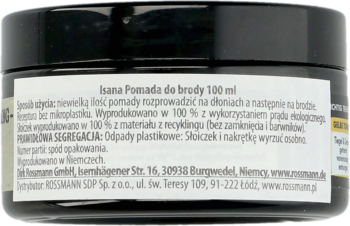 Isana Pomada do brody 100 ml
Sposób użycia: niewielką ilość pomady rozprowadzić na dłoniach a następnie na brodzie.
Receptura bez mikroplastiku. Wyprodukowano w 100 % z wykorzystaniem prądu ekologicznego.
Słoiczek wyprodukowano w 100 % z materiału z recyklingu (bez zamknięcia i barwników).
PRAWIDŁOWA SEGREGACJA: Odpady plastikowe: Słoiczek i nakrętkę wyrzuć osobno.
Numer partii: spód opakowania.
Wyprodukowano w Niemczech.
Dirk Rossmann GmbH, Isernhägener Str. 16, 30938 Burgwedel, Niemcy, www.rossmann.de
Dystrybutor: ROSSMANN SDP Sp. z o.o., ul. św. Teresy 109, 91-222 Łódź, www.rossmann.pl